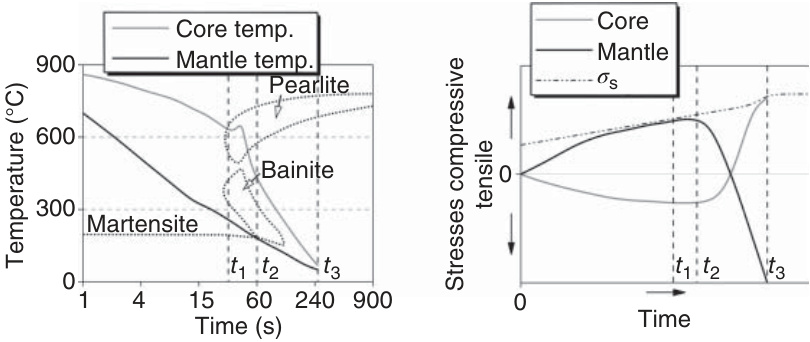 Core temp.
Mantle temp.
900
600
300
0
Temperature (°C)
Pearlite
Bainite
Martensite
t1 t2 t3
1 4 15 60 240 900
Time (s)
Core
Mantle
σs
Stresses compressive
tensile
0
t1 t2 t3
0
Time